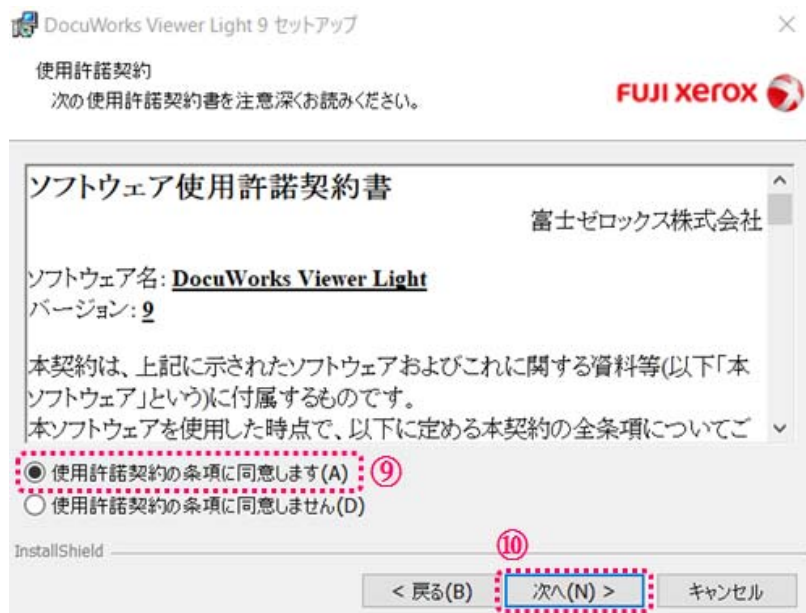 DocuWorks Viewer Light 9 セットアップ
使用許諾契約
次の使用許諾契約書を注意深くお読みください。
FUJI xerox
ソフトウェア使用許諾契約書
富士ゼロックス株式会社
ソフトウェア名: DocuWorks Viewer Light
バージョン: 9
本契約は、上記に示されたソフトウェアおよびこれに関する資料等(以下「本
ソフトウェア」という)に付属するものです。
本ソフトウェアを使用した時点で、以下に定める本契約の全条項についてご
使用許諾契約の条項に同意します(A) ⑨
使用許諾契約の条項に同意しません(D)
InstallShield
⑩
< 戻る(B) 次へ(N) > キャンセル